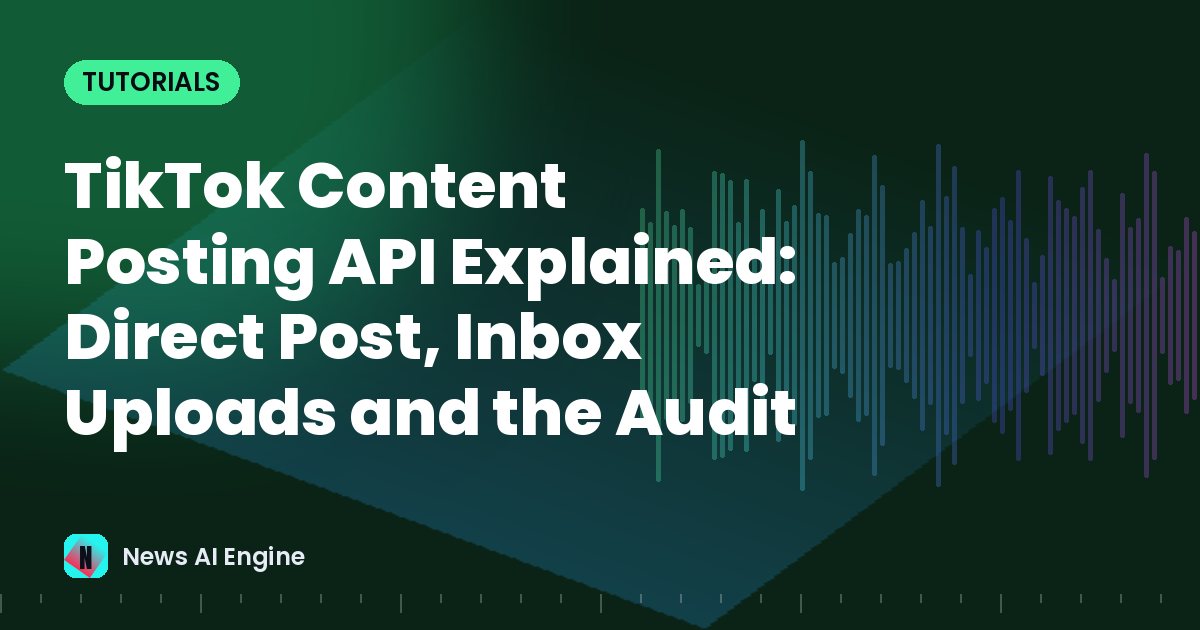 TUTORIALS
TikTok Content
Posting API Explained:
Direct Post, Inbox
Uploads and the Audit
N
News AI Engine